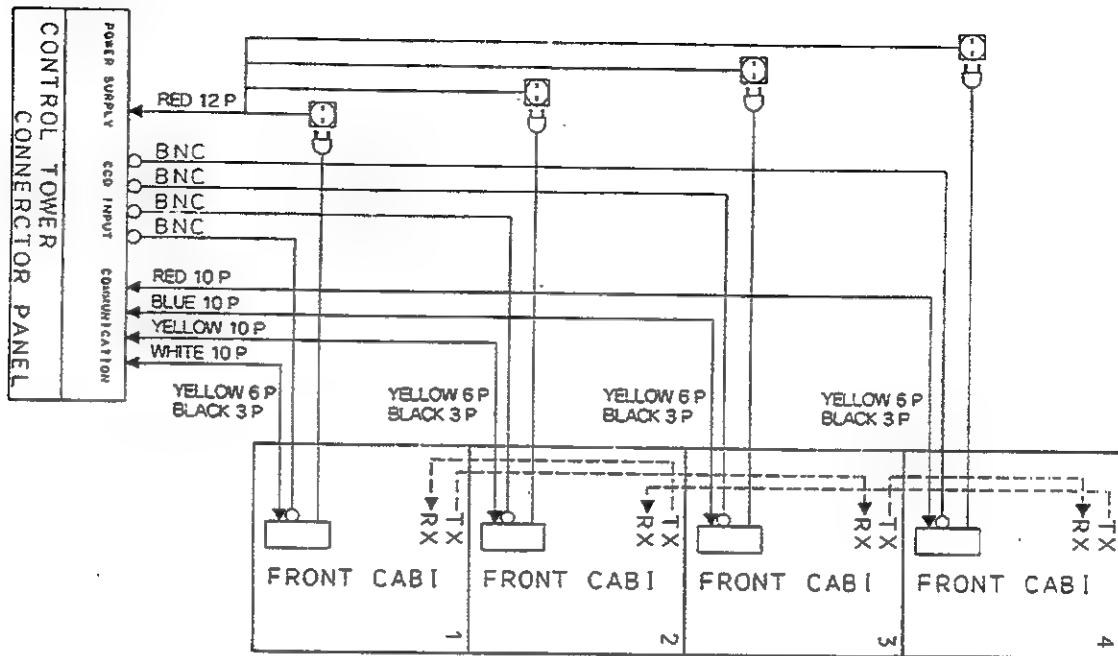 CONTROL TOWER
CONNERCTOR PANEL
POWER SUPPLY
CCD INPUT
COMMUNICATION
RED 12 P
BNC
BNC
BNC
BNC
RED 10 P
BLUE 10 P
YELLOW 10 P
WHITE 10 P
YELLOW 6 P
BLACK 3 P
YELLOW 6 P
BLACK 3 P
YELLOW 6 P
BLACK 3 P
YELLOW 6 P
BLACK 3 P
RX
TX
RX
TX
RX
TX
RX
TX
FRONT CABI
FRONT CABI
FRONT CABI
FRONT CABI
1
2
3
4